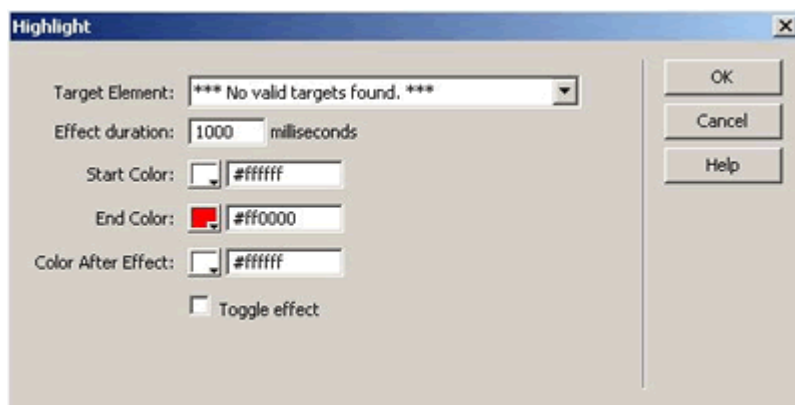 Highlight
Target Element: *** No valid targets found. ***
OK
Effect duration: 1000 milliseconds
Cancel
Start Color: #ffffff
Help
End Color: #ff0000
Color After Effect: #ffffff
Toggle effect